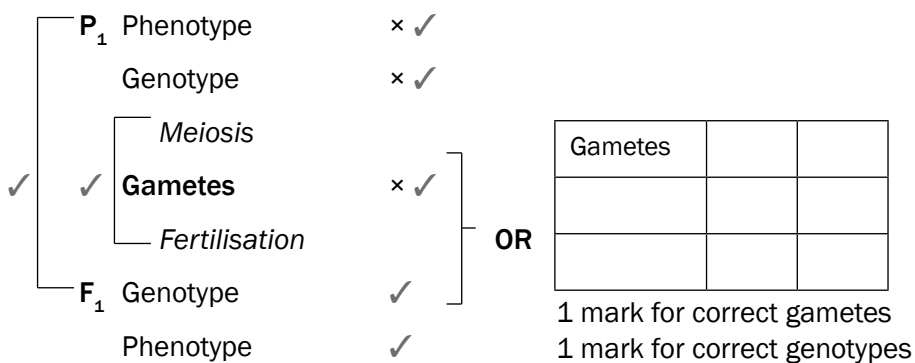 P1 Phenotype × ✓
Genotype × ✓
Meiosis
✓ ✓ Gametes × ✓
Fertilisation
F1 Genotype ✓
Phenotype ✓
OR
Gametes
1 mark for correct gametes
1 mark for correct genotypes